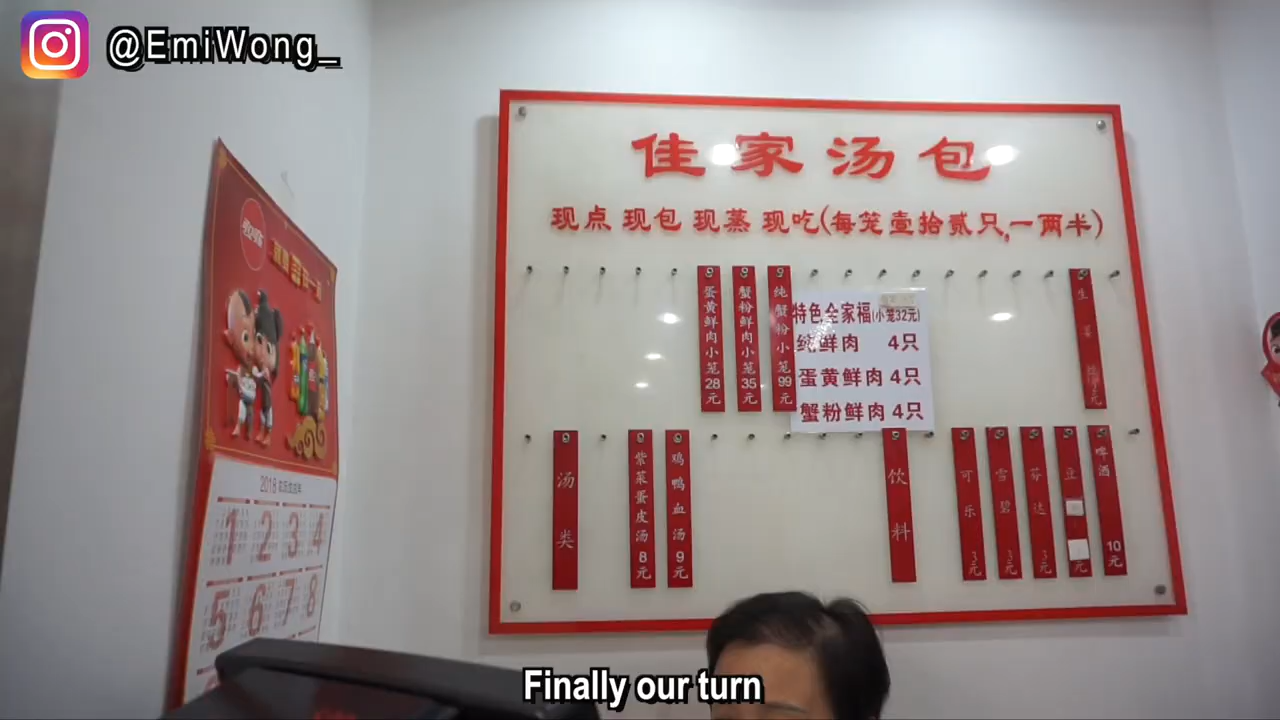 @EmiWong_
佳家汤包
现点 现包 现蒸 现吃(每笼壹拾贰只,一两半)
蛋黄鲜肉小笼28元
蟹粉鲜肉小笼35元
纯蟹粉小笼99元
特色全家福(小笼32元)
纯鲜肉 4只
蛋黄鲜肉 4只
蟹粉鲜肉 4只
生姜
元
汤类
紫菜蛋皮汤8元
鸡鸭血汤9元
饮料
可乐3元
雪碧3元
芬达3元
豆
元
啤酒10元
2018
1 2 3 4
5 6 7 8
Finally our turn